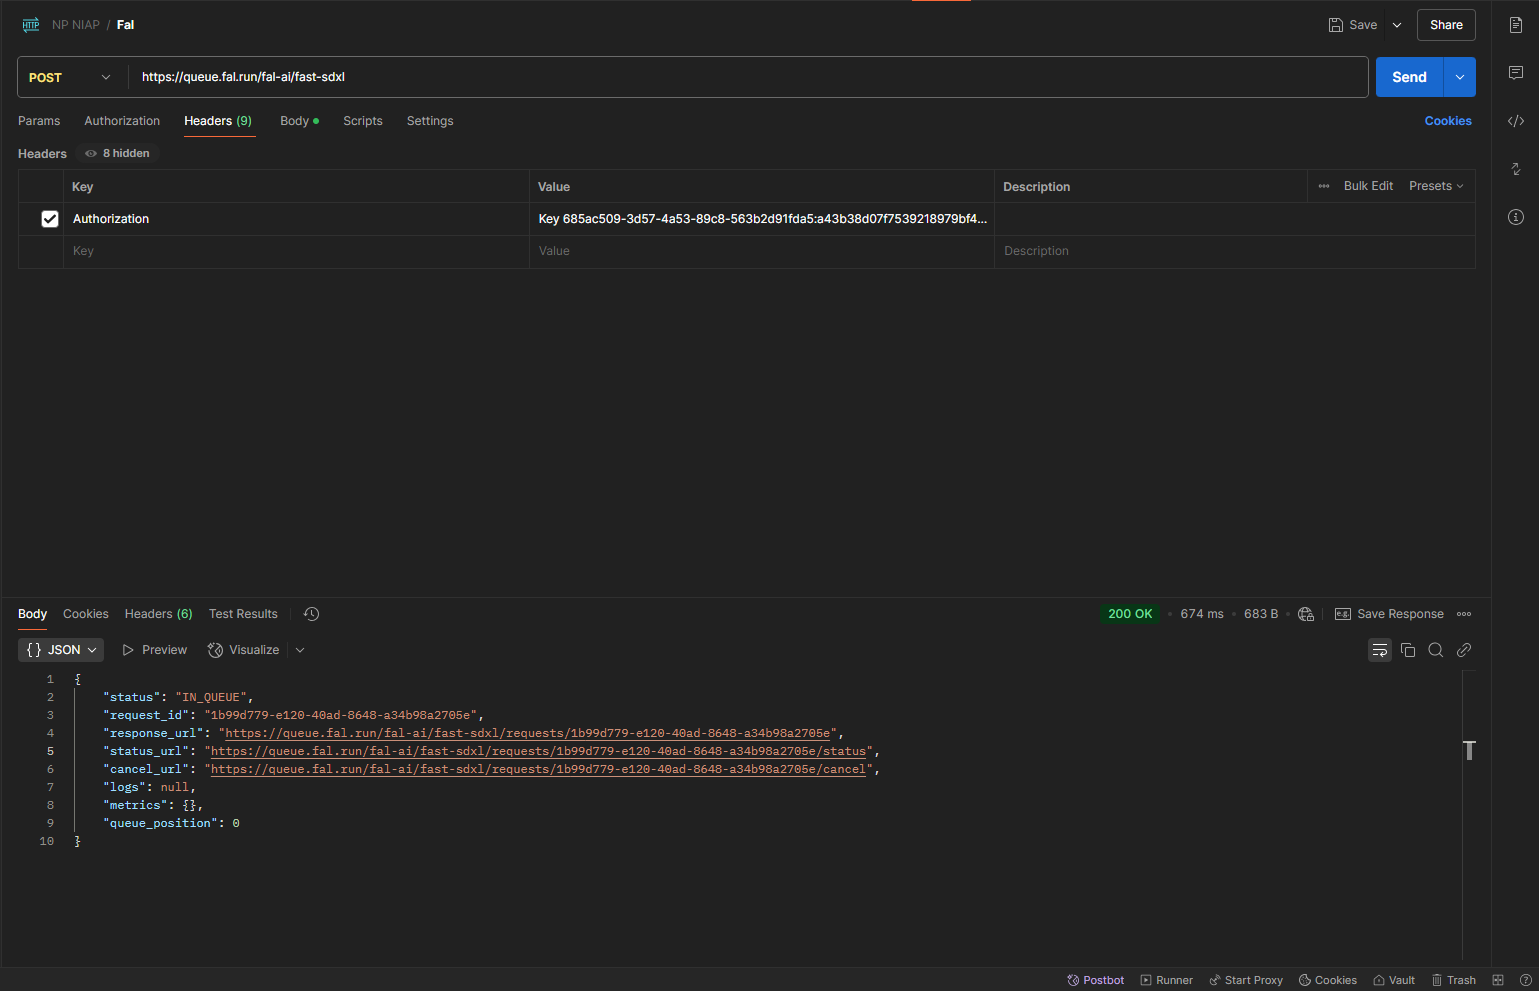 HTTP NP NIAP / Fal Save Share
POST https://queue.fal.run/fal-ai/fast-sdxl Send
Params Authorization Headers (9) Body Scripts Settings Cookies
Headers 8 hidden
Key Value Description ••• Bulk Edit Presets
Authorization Key 685ac509-3d57-4a53-89c8-563b2d91fda5:a43b38d07f7539218979bf4...
Key Value Description
Body Cookies Headers (6) Test Results 200 OK • 674 ms • 683 B • e.g. Save Response •••
{ } JSON Preview Visualize
1 {
2 "status": "IN_QUEUE",
3 "request_id": "1b99d779-e120-40ad-8648-a34b98a2705e",
4 "response_url": "https://queue.fal.run/fal-ai/fast-sdxl/requests/1b99d779-e120-40ad-8648-a34b98a2705e",
5 "status_url": "https://queue.fal.run/fal-ai/fast-sdxl/requests/1b99d779-e120-40ad-8648-a34b98a2705e/status",
6 "cancel_url": "https://queue.fal.run/fal-ai/fast-sdxl/requests/1b99d779-e120-40ad-8648-a34b98a2705e/cancel",
7 "logs": null,
8 "metrics": {},
9 "queue_position": 0
10 }
Postbot Runner Start Proxy Cookies Vault Trash